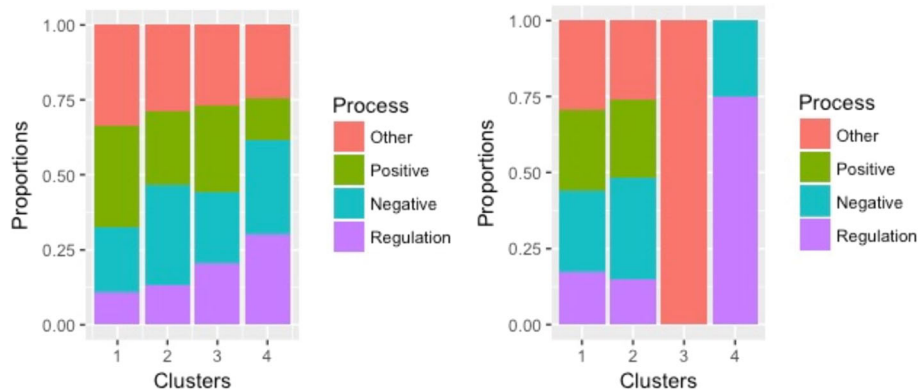 1.00
0.75
0.50
0.25
0.00
Proportions
1 2 3 4
Clusters
Process
Other
Positive
Negative
Regulation
1.00
0.75
0.50
0.25
0.00
Proportions
1 2 3 4
Clusters
Process
Other
Positive
Negative
Regulation